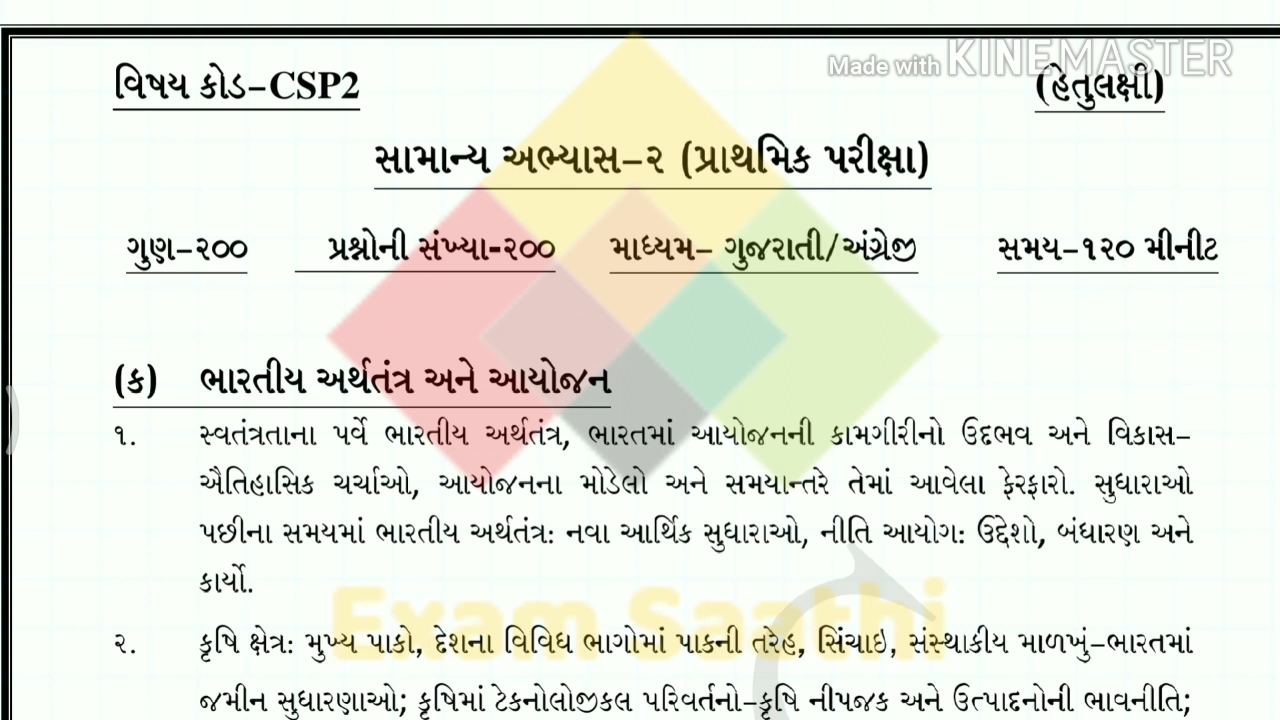 Made with KINEMASTER
વિષય કોડ–CSP2 (હેતુલક્ષી)
સામાન્ય અભ્યાસ–૨ (પ્રાથમિક પરીક્ષા)
ગુણ–૨૦૦ પ્રશ્નોની સંખ્યા-૨૦૦ માધ્યમ– ગુજરાતી/અંગ્રેજી સમય–૧૨૦ મીનીટ
(ક) ભારતીય અર્થતંત્ર અને આયોજન
૧. સ્વતંત્રતાના પર્વે ભારતીય અર્થતંત્ર, ભારતમાં આયોજનની કામગીરીનો ઉદભવ અને વિકાસ–
ઐતિહાસિક ચર્ચાઓ, આયોજનના મોડેલો અને સમયાન્તરે તેમાં આવેલા ફેરફારો. સુધારાઓ
પછીના સમયમાં ભારતીય અર્થતંત્ર: નવા આર્થિક સુધારાઓ, નીતિ આયોગ: ઉદ્દેશો, બંધારણ અને
કાર્યો.
Exam Saathi
૨. કૃષિ ક્ષેત્ર: મુખ્ય પાકો, દેશના વિવિધ ભાગોમાં પાકની તરેહ, સિંચાઇ, સંસ્થાકીય માળખું–ભારતમાં
જમીન સુધારણાઓ; કૃષિમાં ટેકનોલોજીકલ પરિવર્તનો–કૃષિ નીપજક અને ઉત્પાદનોની ભાવનીતિ;